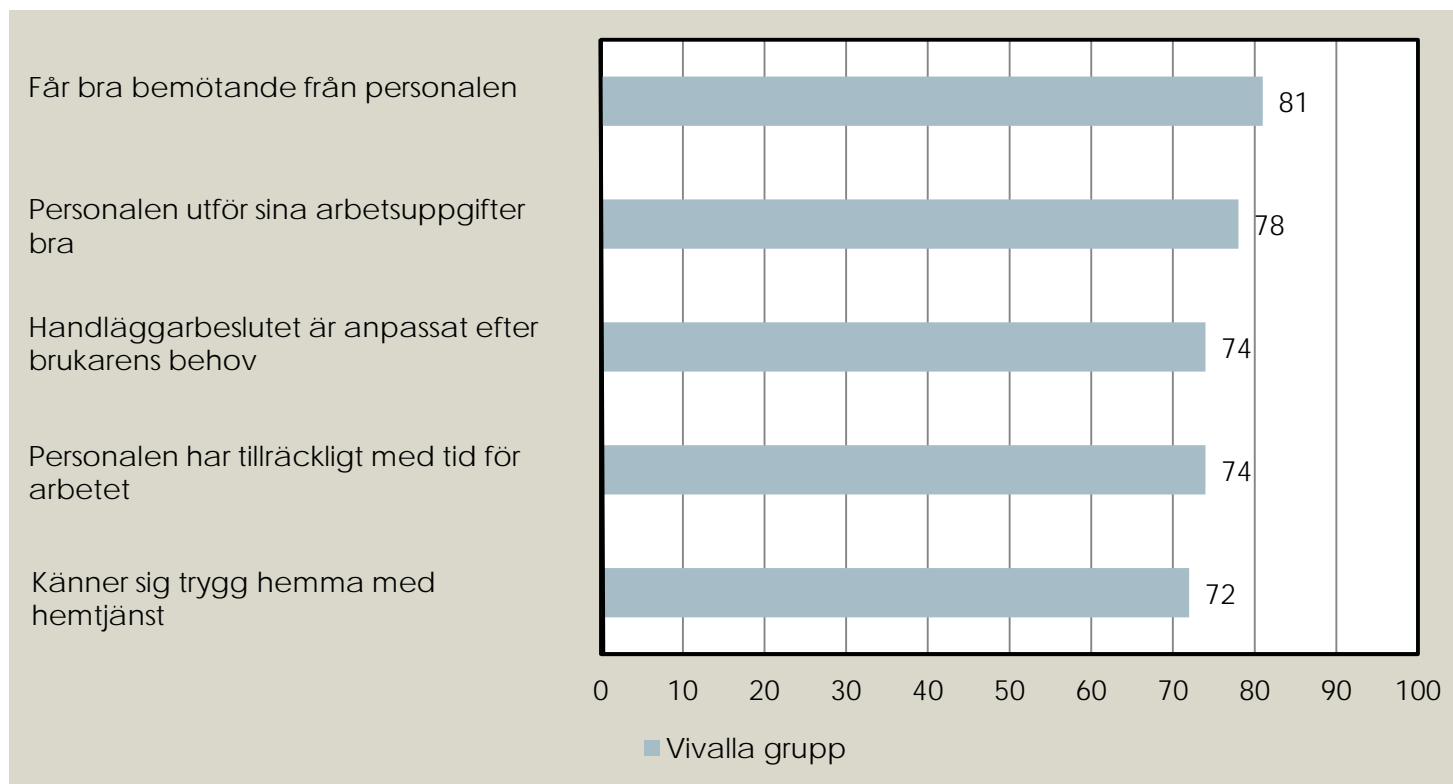 Får bra bemötande från personalen
81
Personalen utför sina arbetsuppgifter
bra
78
Handläggarbeslutet är anpassat efter
brukarens behov
74
Personalen har tillräckligt med tid för
arbetet
74
Känner sig trygg hemma med
hemtjänst
72
0 10 20 30 40 50 60 70 80 90 100
Vivalla grupp